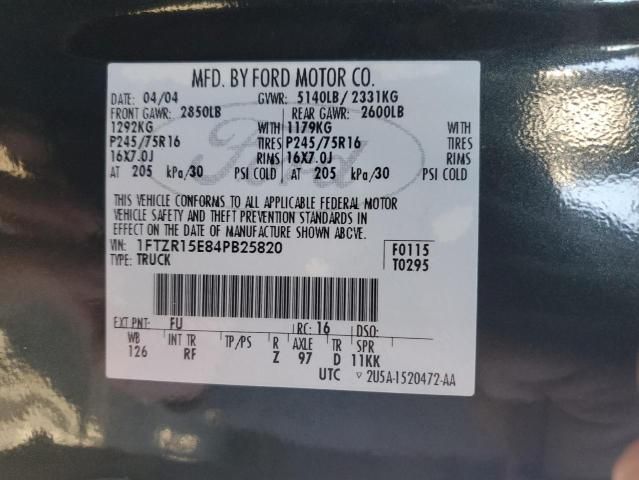 MFD. BY FORD MOTOR CO.
DATE: 04/04 GVWR: 5140LB/ 2331KG
FRONT GAWR: 2850LB REAR GAWR: 2600LB
1292KG WITH 1179KG WITH
P245/75R16 TIRES P245/75R16 TIRES
16X7.0J RIMS 16X7.0J RIMS
AT 205 kPa/30 PSI COLD AT 205 kPa/30 PSI COLD
THIS VEHICLE CONFORMS TO ALL APPLICABLE FEDERAL MOTOR
VEHICLE SAFETY AND THEFT PREVENTION STANDARDS IN
EFFECT ON THE DATE OF MANUFACTURE SHOWN ABOVE.
VIN: 1FTZR15E84PB25820 F0115
TYPE: TRUCK T0295
EXT PNT: FU RC: 16 DSO:
WB INT TR TP/PS R AXLE TR SPR
126 RF Z 97 D 11KK
UTC ▽ 2U5A-1520472-AA
Ford